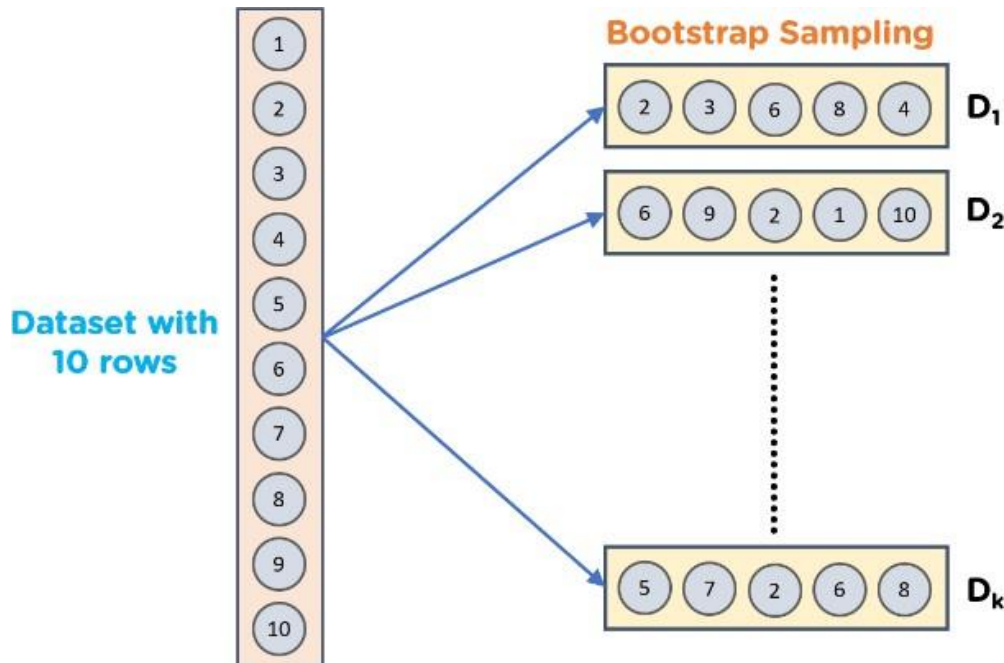 Bootstrap Sampling
1
2
3
4
5
6
7
8
9
10
Dataset with
10 rows
2 3 6 8 4 D₁
6 9 2 1 10 D₂
5 7 2 6 8 Dₖ